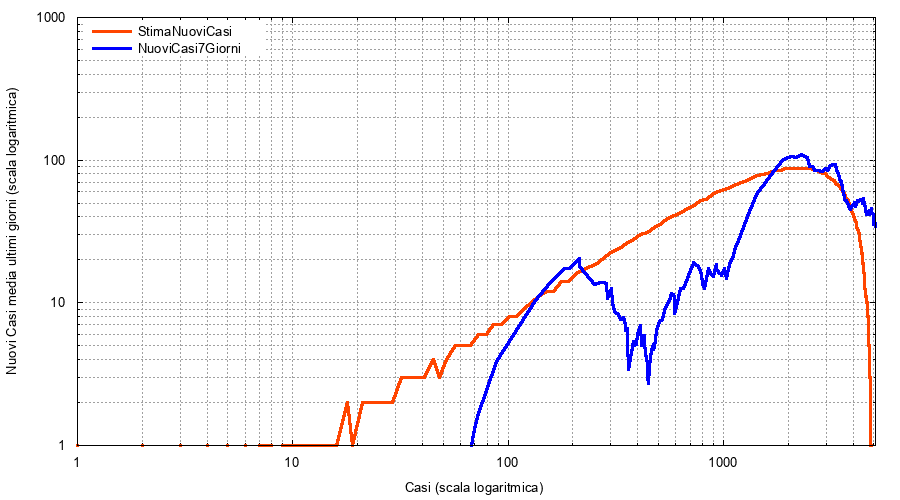 1000
StimaNuoviCasi
NuoviCasi7Giorni
100
10
1
Nuovi Casi media ultimi giorni (scala logaritmica)
1 10 100 1000
Casi (scala logaritmica)